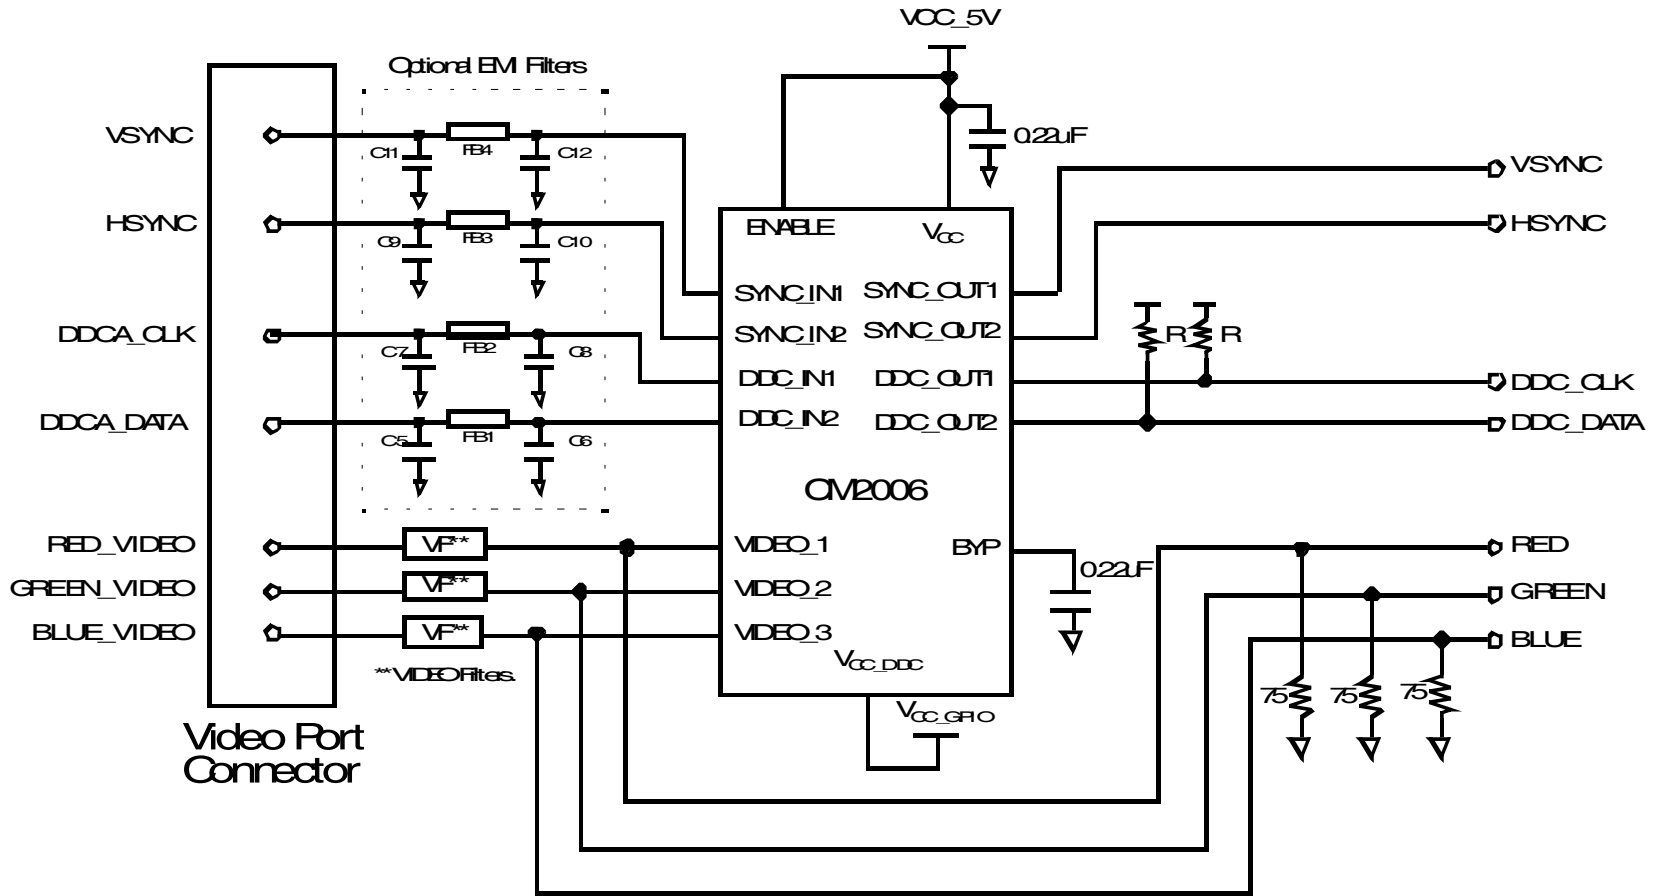 VCC_5V
Optional EMI Filters
VSYNC
C11
FB4
C12
0.22uF
VSYNC
HSYNC
C9
FB3
C10
ENABLE
VCC
HSYNC
SYNC_IN1
SYNC_OUT1
SYNC_IN2
SYNC_OUT2
R
R
DDCA_CLK
C7
FB2
C8
DDC_IN1
DDC_OUT1
DDC_CLK
DDCA_DATA
C5
FB1
C6
DDC_IN2
DDC_OUT2
DDC_DATA
CM2006
RED_VIDEO
VF**
VIDEO_1
BYP
0.22uF
RED
GREEN_VIDEO
VF**
VIDEO_2
GREEN
BLUE_VIDEO
VF**
VIDEO_3
BLUE
**VIDEO Filters.
VCC_DDC
75
75
75
VCC_GPIO
Video Port
Connector